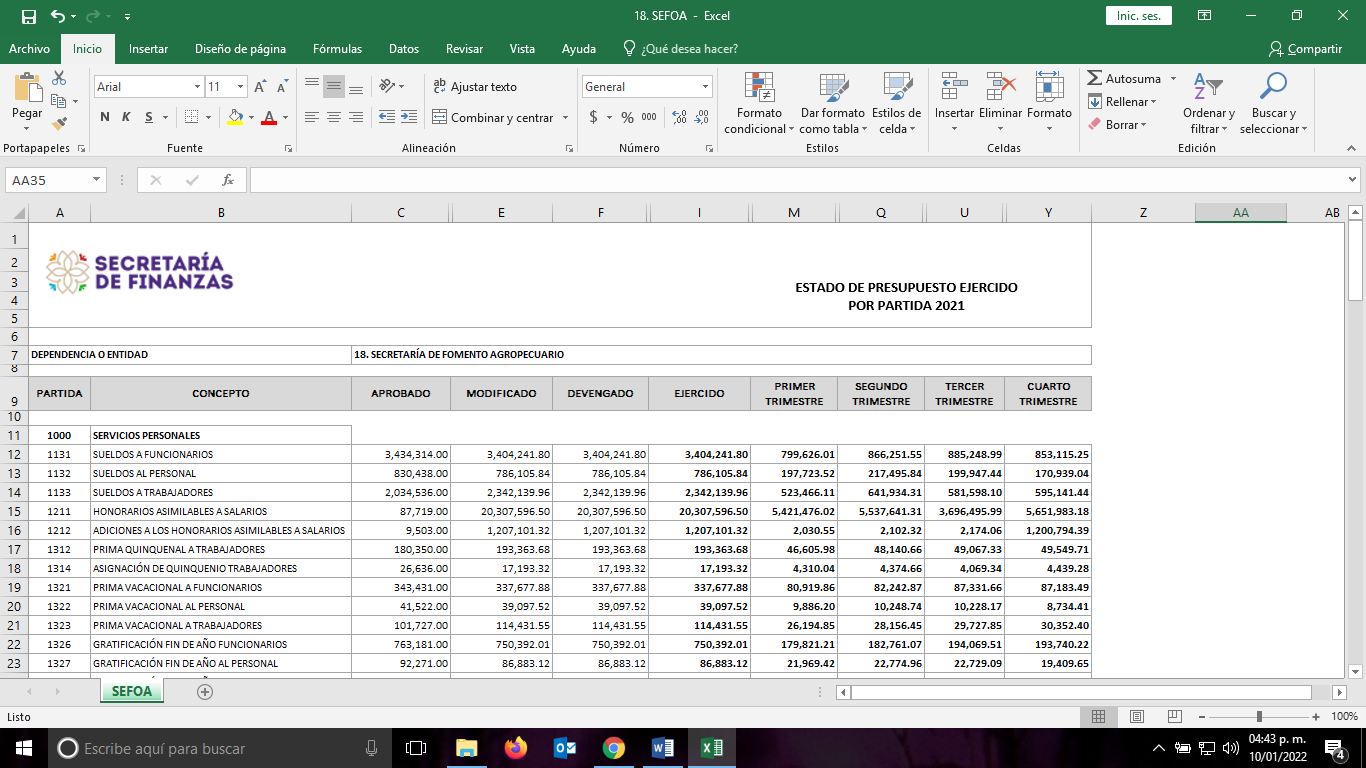 18. SEFOA - Excel
Inic. ses.
Archivo Inicio Insertar Diseño de página Fórmulas Datos Revisar Vista Ayuda ¿Qué desea hacer? Compartir
Pegar
Arial 11
N K S
Ajustar texto
Combinar y centrar
General
$ % 000
Formato condicional
Dar formato como tabla
Estilos de celda
Insertar Eliminar Formato
Autosuma
Rellenar
Borrar
Ordenar y filtrar
Buscar y seleccionar
Portapapeles Fuente Alineación Número Estilos Celdas Edición
AA35 fx
A B C E F I M Q U Y Z AA AB
1
2 SECRETARÍA
3 DE FINANZAS ESTADO DE PRESUPUESTO EJERCIDO
4 POR PARTIDA 2021
5
6
7 DEPENDENCIA O ENTIDAD 18. SECRETARÍA DE FOMENTO AGROPECUARIO
8
9 PARTIDA CONCEPTO APROBADO MODIFICADO DEVENGADO EJERCIDO PRIMER TRIMESTRE SEGUNDO TRIMESTRE TERCER TRIMESTRE CUARTO TRIMESTRE
10
11 1000 SERVICIOS PERSONALES
12 1131 SUELDOS A FUNCIONARIOS 3,434,314.00 3,404,241.80 3,404,241.80 3,404,241.80 799,626.01 866,251.55 885,248.99 853,115.25
13 1132 SUELDOS AL PERSONAL 830,438.00 786,105.84 786,105.84 786,105.84 197,723.52 217,495.84 199,947.44 170,939.04
14 1133 SUELDOS A TRABAJADORES 2,034,536.00 2,342,139.96 2,342,139.96 2,342,139.96 523,466.11 641,934.31 581,598.10 595,141.44
15 1211 HONORARIOS ASIMILABLES A SALARIOS 87,719.00 20,307,596.50 20,307,596.50 20,307,596.50 5,421,476.02 5,537,641.31 3,696,495.99 5,651,983.18
16 1212 ADICIONES A LOS HONORARIOS ASIMILABLES A SALARIOS 9,503.00 1,207,101.32 1,207,101.32 1,207,101.32 2,030.55 2,102.32 2,174.06 1,200,794.39
17 1312 PRIMA QUINQUENAL A TRABAJADORES 180,350.00 193,363.68 193,363.68 193,363.68 46,605.98 48,140.66 49,067.33 49,549.71
18 1314 ASIGNACIÓN DE QUINQUENIO TRABAJADORES 26,636.00 17,193.32 17,193.32 17,193.32 4,310.04 4,374.66 4,069.34 4,439.28
19 1321 PRIMA VACACIONAL A FUNCIONARIOS 343,431.00 337,677.88 337,677.88 337,677.88 80,919.86 82,242.87 87,331.66 87,183.49
20 1322 PRIMA VACACIONAL AL PERSONAL 41,522.00 39,097.52 39,097.52 39,097.52 9,886.20 10,248.74 10,228.17 8,734.41
21 1323 PRIMA VACACIONAL A TRABAJADORES 101,727.00 114,431.55 114,431.55 114,431.55 26,194.85 28,156.45 29,727.85 30,352.40
22 1326 GRATIFICACIÓN FIN DE AÑO FUNCIONARIOS 763,181.00 750,392.01 750,392.01 750,392.01 179,821.21 182,761.07 194,069.51 193,740.22
23 1327 GRATIFICACIÓN FIN DE AÑO AL PERSONAL 92,271.00 86,883.12 86,883.12 86,883.12 21,969.42 22,774.96 22,729.09 19,409.65
SEFOA
Listo 100%
Escribe aquí para buscar
04:43 p. m.
10/01/2022
4